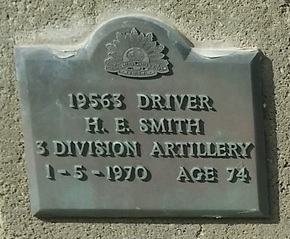 19563 DRIVER
H. E. SMITH
3 DIVISION ARTILLERY
1-5-1970 AGE 74